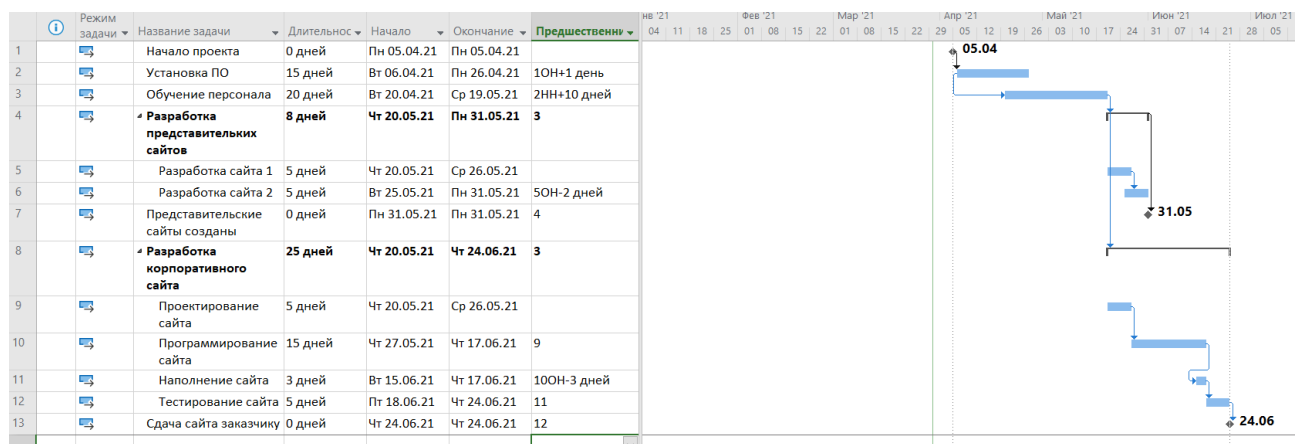 нв '21 Фев '21 Мар '21 Апр '21 Май '21 Июн '21 Июл '21
Режим задачи Название задачи Длительнос Начало Окончание Предшественни 04 11 18 25 01 08 15 22 01 08 15 22 29 05 12 19 26 03 10 17 24 31 07 14 21 28 05
1 Начало проекта 0 дней Пн 05.04.21 Пн 05.04.21 05.04
2 Установка ПО 15 дней Вт 06.04.21 Пн 26.04.21 1ОН+1 день
3 Обучение персонала 20 дней Вт 20.04.21 Ср 19.05.21 2НН+10 дней
4 Разработка 8 дней Чт 20.05.21 Пн 31.05.21 3
представительких
сайтов
5 Разработка сайта 1 5 дней Чт 20.05.21 Ср 26.05.21
6 Разработка сайта 2 5 дней Вт 25.05.21 Пн 31.05.21 5ОН-2 дней
7 Представительские 0 дней Пн 31.05.21 Пн 31.05.21 4 31.05
сайты созданы
8 Разработка 25 дней Чт 20.05.21 Чт 24.06.21 3
корпоративного
сайта
9 Проектирование 5 дней Чт 20.05.21 Ср 26.05.21
сайта
10 Программирование 15 дней Чт 27.05.21 Чт 17.06.21 9
сайта
11 Наполнение сайта 3 дней Вт 15.06.21 Чт 17.06.21 10ОН-3 дней
12 Тестирование сайта 5 дней Пт 18.06.21 Чт 24.06.21 11
13 Сдача сайта заказчику 0 дней Чт 24.06.21 Чт 24.06.21 12 24.06